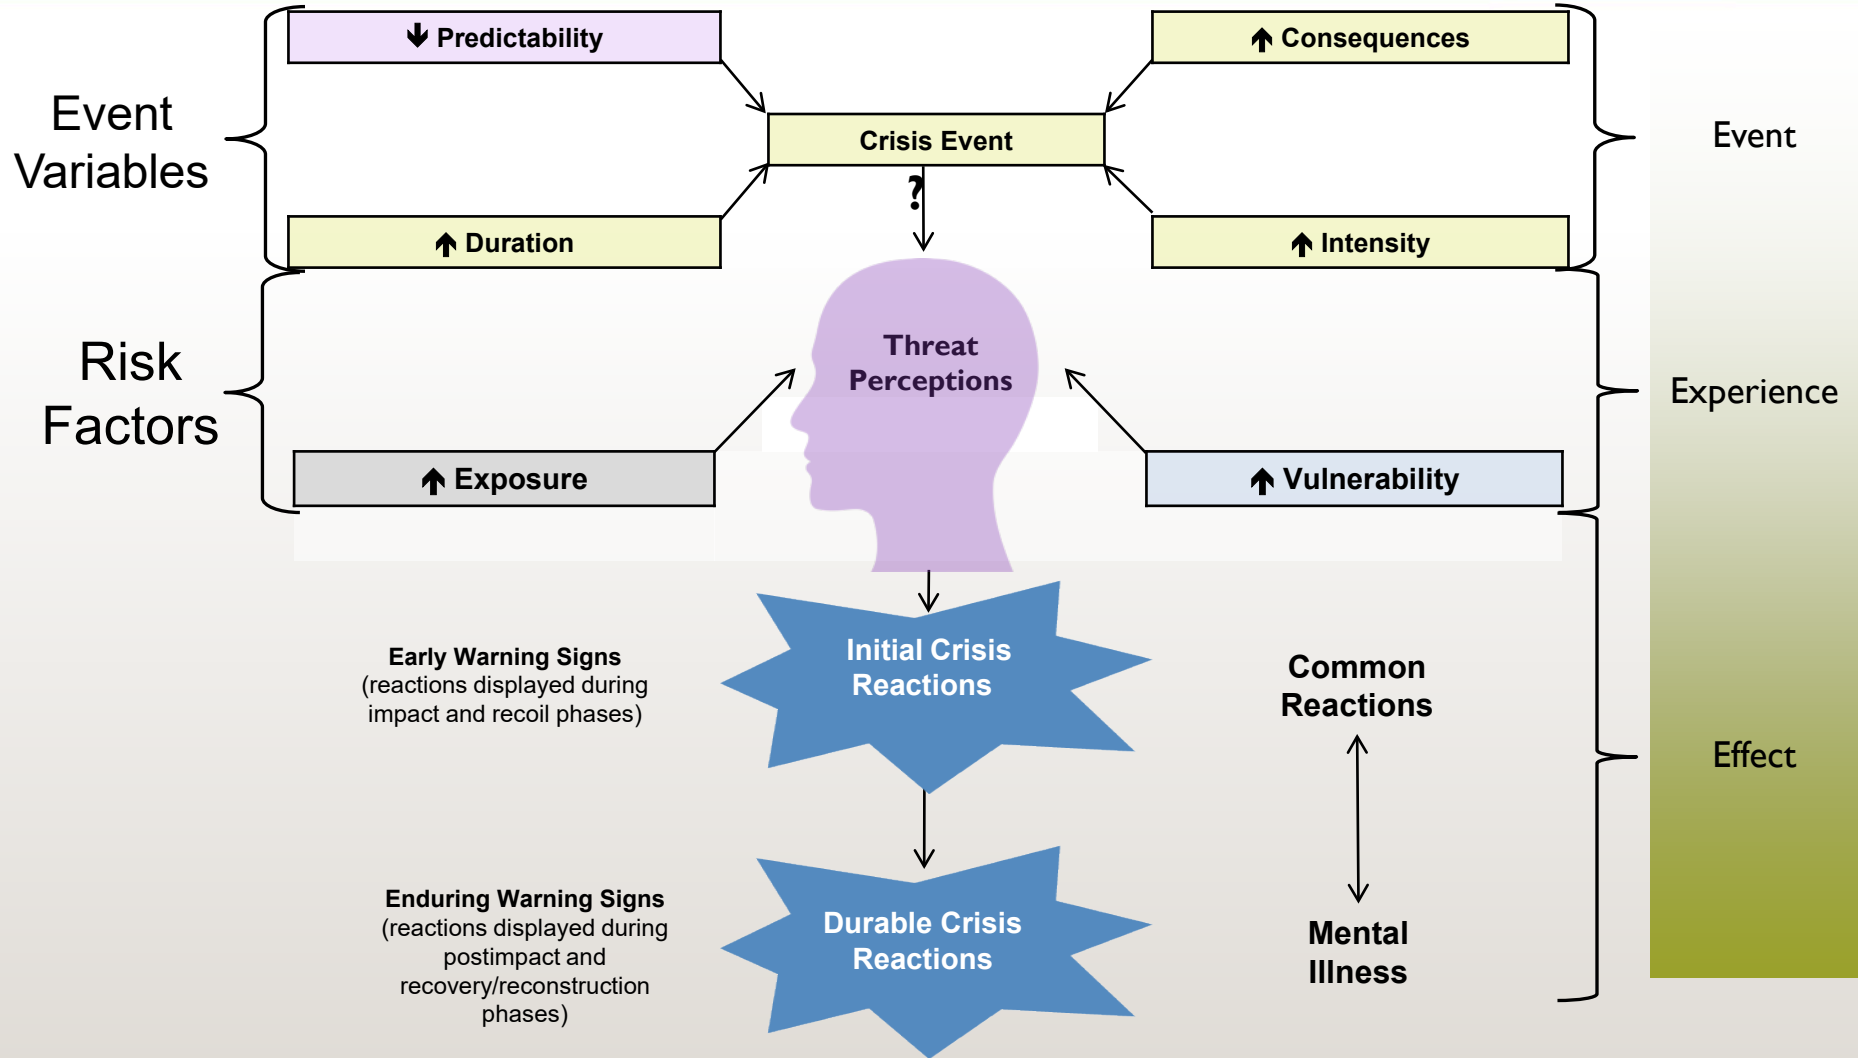 Event
Variables
🡻 Predictability
🡹 Consequences
Crisis Event
?
🡹 Duration
🡹 Intensity
Event
Risk
Factors
Threat
Perceptions
🡹 Exposure
🡹 Vulnerability
Experience
Early Warning Signs
(reactions displayed during
impact and recoil phases)
Initial Crisis
Reactions
Common
Reactions
Effect
Enduring Warning Signs
(reactions displayed during
postimpact and
recovery/reconstruction
phases)
Durable Crisis
Reactions
Mental
Illness